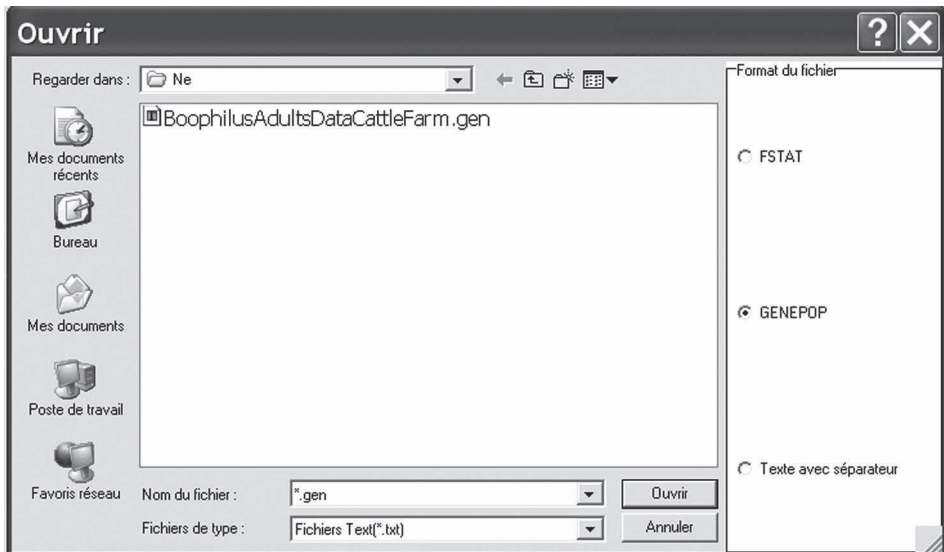 Ouvrir
Regarder dans :
Ne
BoophilusAdultsDataCattleFarm.gen
Mes documents
récents
Bureau
Mes documents
Poste de travail
Favoris réseau
Nom du fichier :
*.gen
Ouvrir
Fichiers de type :
Fichiers Text(*.txt)
Annuler
Format du fichier
FSTAT
GENEPOP
Texte avec séparateur